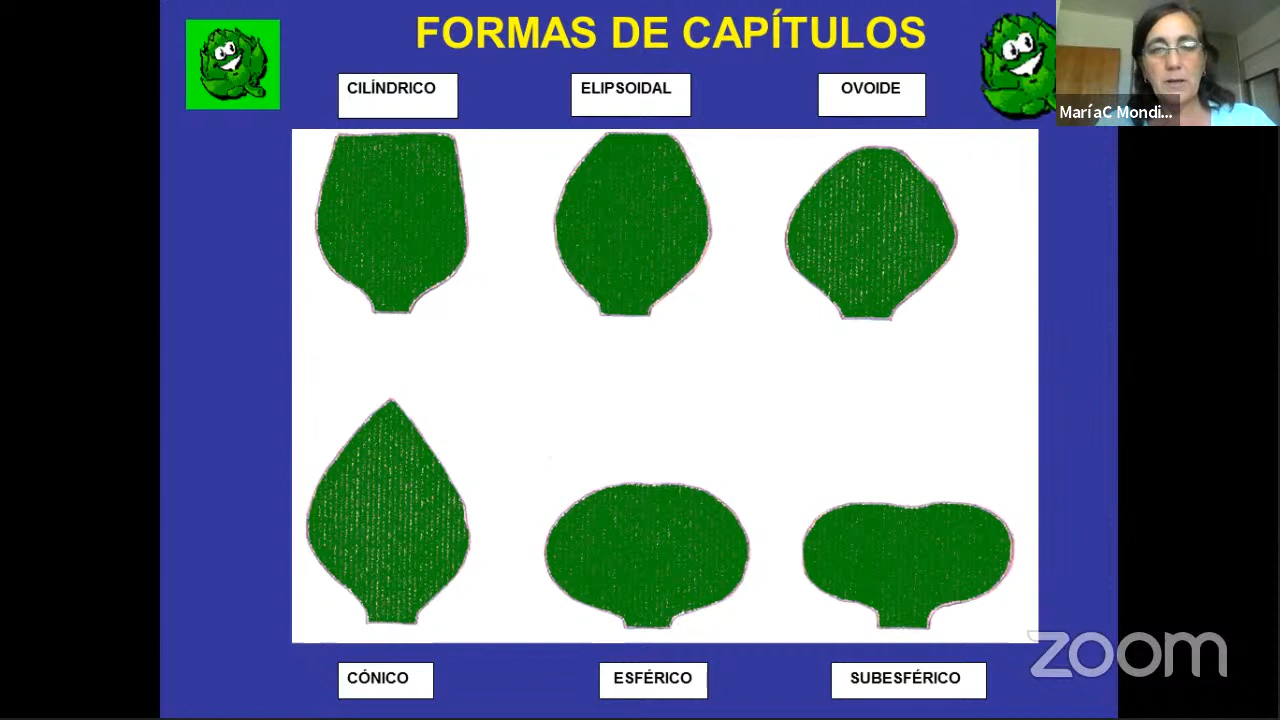 FORMAS DE CAPÍTULOS
CILÍNDRICO
ELIPSOIDAL
OVOIDE
MaríaC Mondi...
CÓNICO
ESFÉRICO
SUBESFÉRICO
zoom